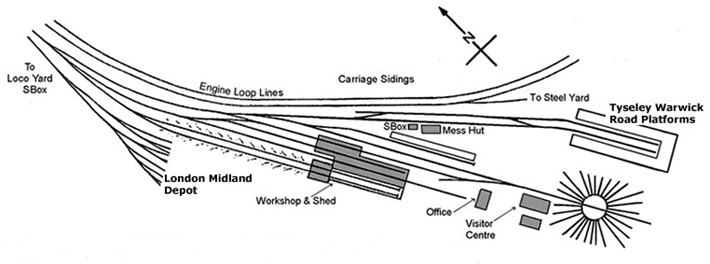 To
Loco Yard
SBox
Engine Loop Lines
Carriage Sidings
N
To Steel Yard
Tyseley Warwick
Road Platforms
SBox
Mess Hut
London Midland
Depot
Workshop & Shed
Office
Visitor
Centre